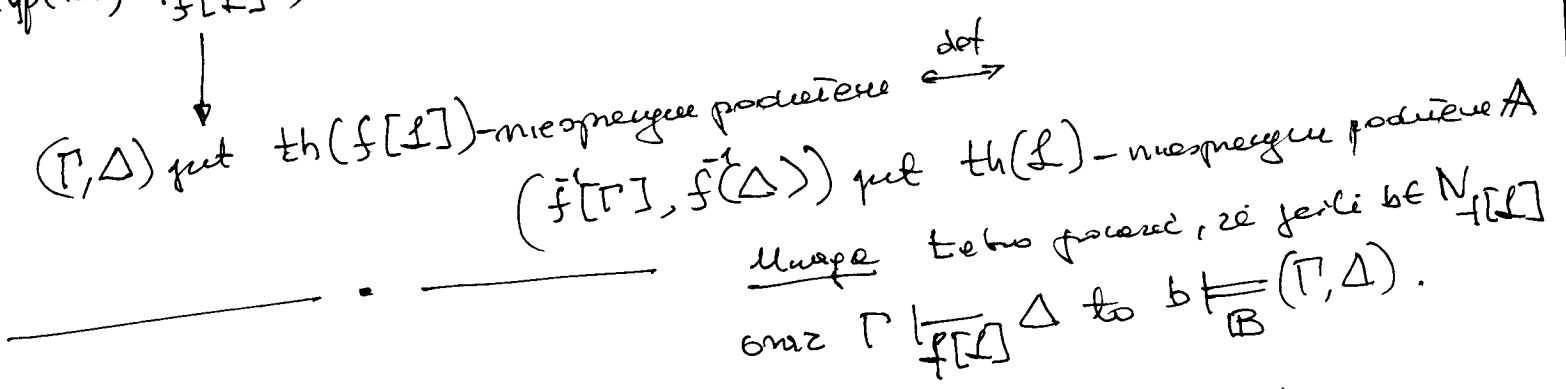 f[𝓛]
def
(Γ,Δ) jest th(f[𝓛])-niesprzeczne podzielenie ⟷
(f⁻¹[Γ], f⁻¹(Δ)) jest th(𝓛)-niesprzeczne podzielenie 𝔸
Uwaga łatwo pokazać, że jeśli b∈ N_f[𝓛]
oraz Γ ⊢_f[𝓛] Δ to b ⊨_𝔹 (Γ,Δ).